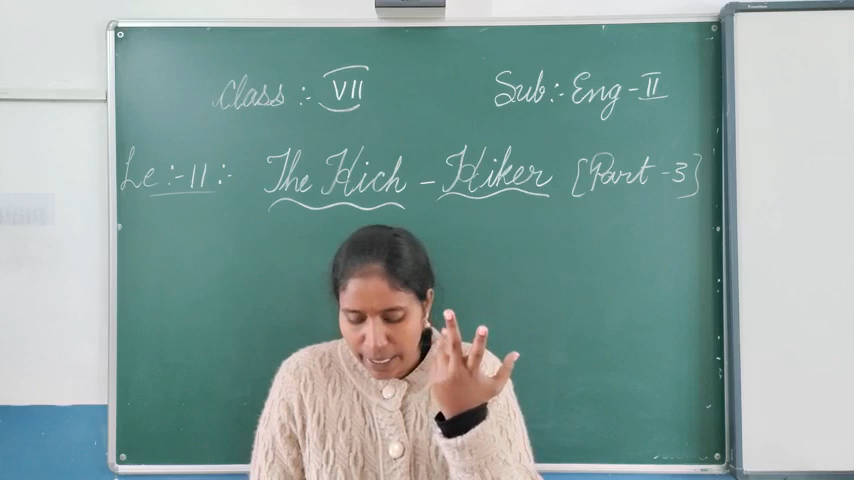 Class :- VII
Sub:- Eng-II
Le:-11:- The Hich-Hiker [Part-3]